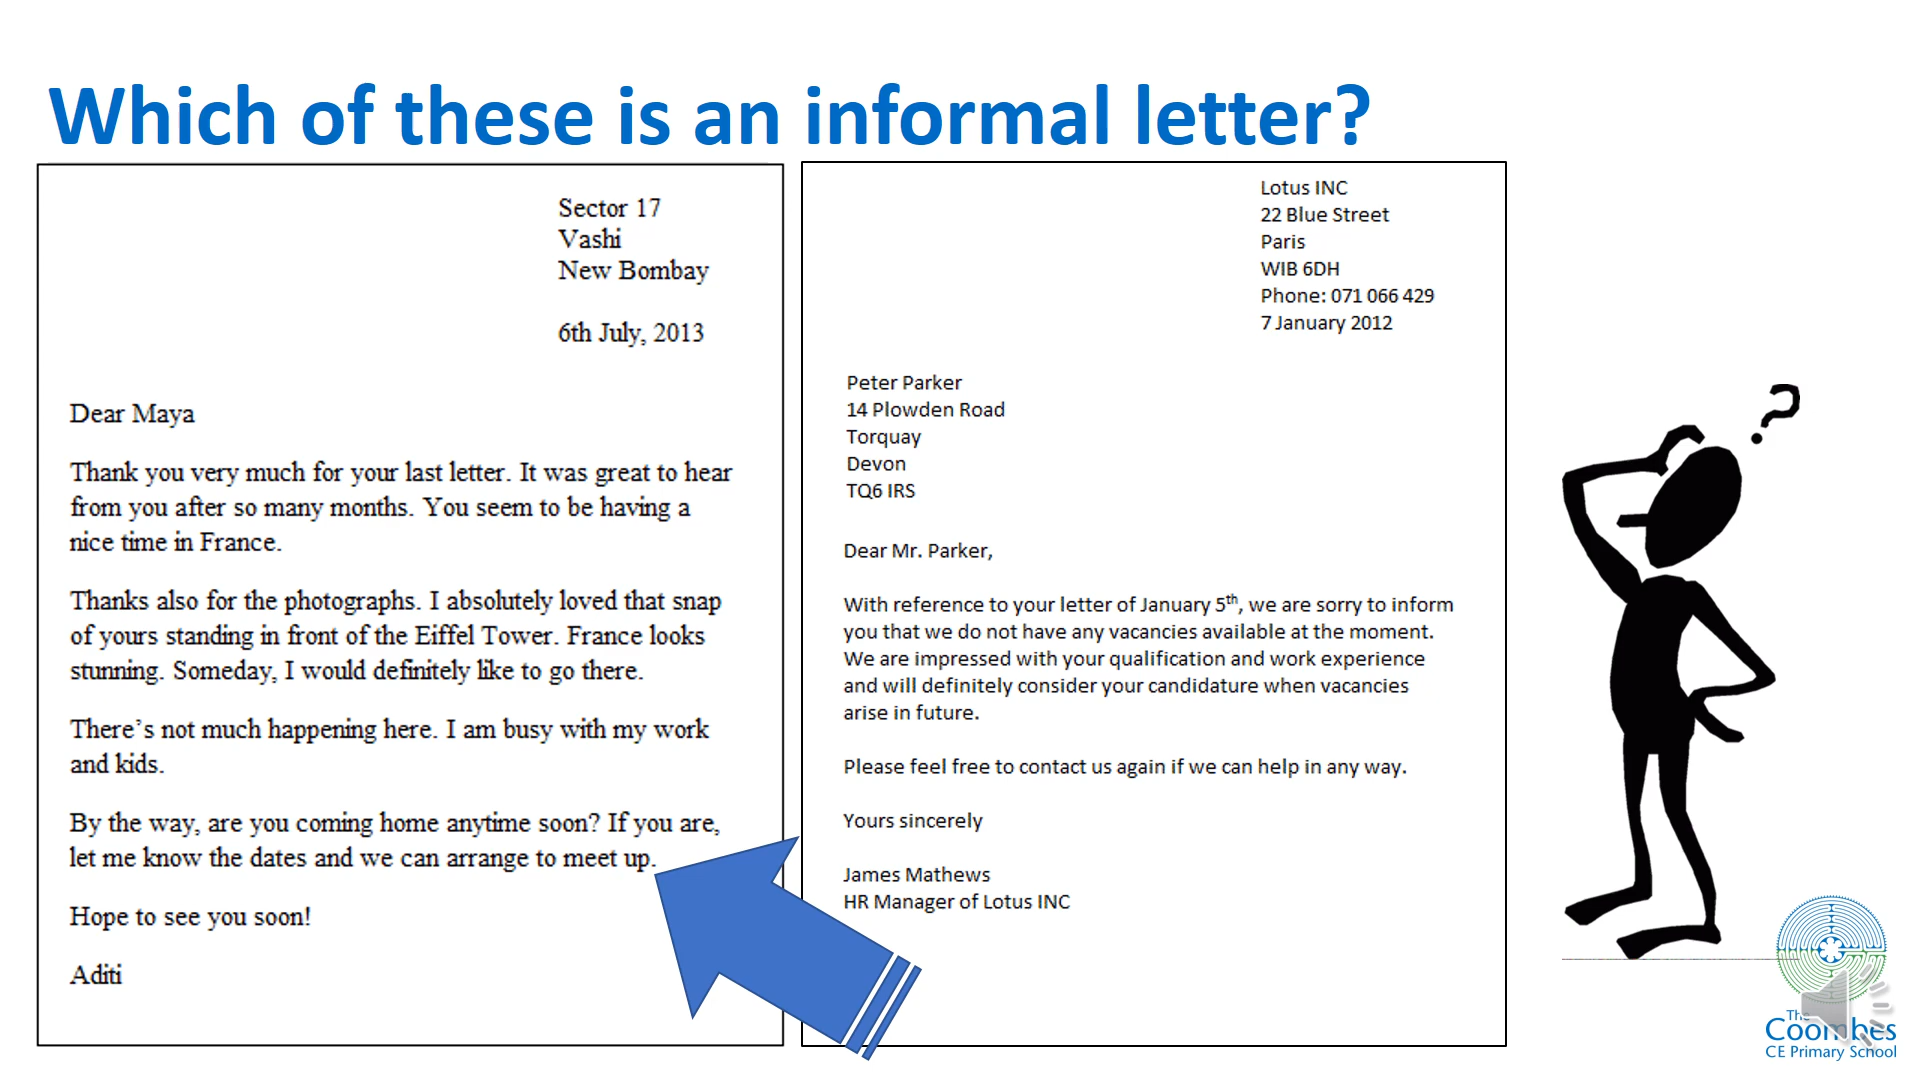 Which of these is an informal letter?
Sector 17
Vashi
New Bombay
6th July, 2013
Dear Maya
Thank you very much for your last letter. It was great to hear
from you after so many months. You seem to be having a
nice time in France.
Thanks also for the photographs. I absolutely loved that snap
of yours standing in front of the Eiffel Tower. France looks
stunning. Someday, I would definitely like to go there.
There's not much happening here. I am busy with my work
and kids.
By the way, are you coming home anytime soon? If you are,
let me know the dates and we can arrange to meet up.
Hope to see you soon!
Aditi
Lotus INC
22 Blue Street
Paris
WIB 6DH
Phone: 071 066 429
7 January 2012
Peter Parker
14 Plowden Road
Torquay
Devon
TQ6 IRS
Dear Mr. Parker,
With reference to your letter of January 5th, we are sorry to inform
you that we do not have any vacancies available at the moment.
We are impressed with your qualification and work experience
and will definitely consider your candidature when vacancies
arise in future.
Please feel free to contact us again if we can help in any way.
Yours sincerely
James Mathews
HR Manager of Lotus INC
?
The
Coombes
CE Primary School